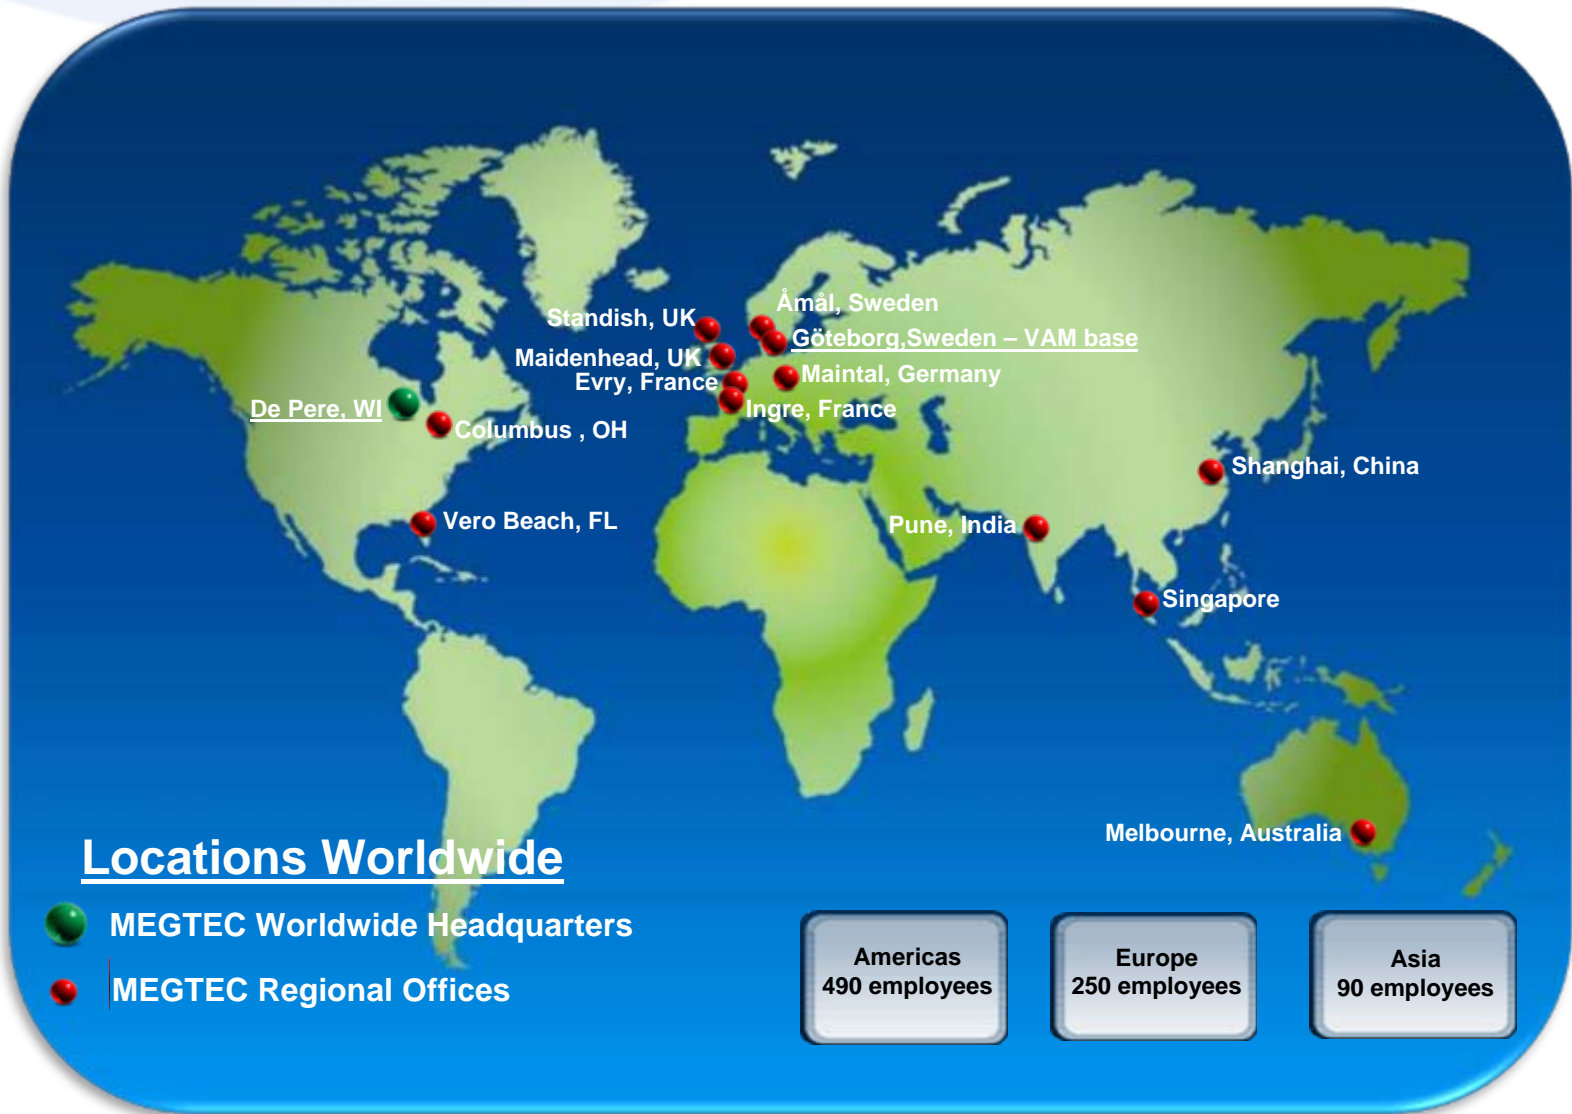 Åmål, Sweden
Standish, UK
Göteborg,Sweden – VAM base
Maidenhead, UK
Maintal, Germany
Evry, France
Ingre, France
De Pere, WI
Columbus , OH
Shanghai, China
Vero Beach, FL
Pune, India
Singapore
Melbourne, Australia
Locations Worldwide
MEGTEC Worldwide Headquarters
MEGTEC Regional Offices
Americas
490 employees
Europe
250 employees
Asia
90 employees